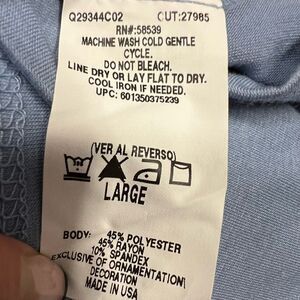 Q29344C02 CUT:27985
RN#:58539
MACHINE WASH COLD GENTLE
CYCLE.
DO NOT BLEACH.
LINE DRY OR LAY FLAT TO DRY.
COOL IRON IF NEEDED.
UPC: 601350375239
(VER AL REVERSO)
LARGE
BODY: 45% POLYESTER
45% RAYON
10% SPANDEX
EXCLUSIVE OF ORNAMENTATION/
DECORATION
MADE IN USA